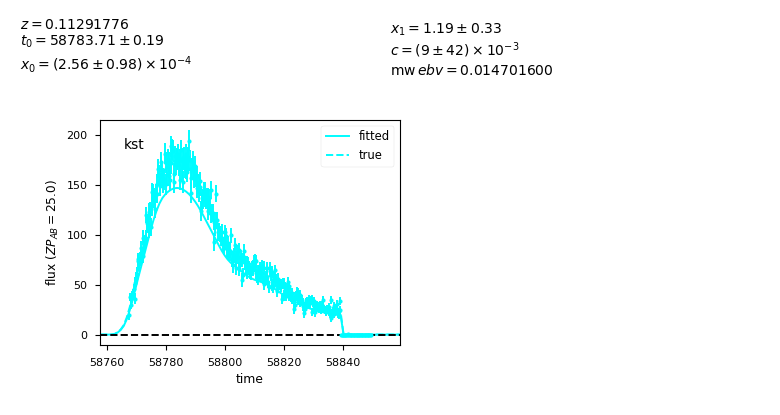 z = 0.11291776
t₀ = 58783.71 ± 0.19
x₀ = (2.56 ± 0.98) × 10⁻⁴
x₁ = 1.19 ± 0.33
c = (9 ± 42) × 10⁻³
mw ebv = 0.014701600
kst
fitted
true
200
150
100
50
0
flux (ZP_AB = 25.0)
58760 58780 58800 58820 58840
time